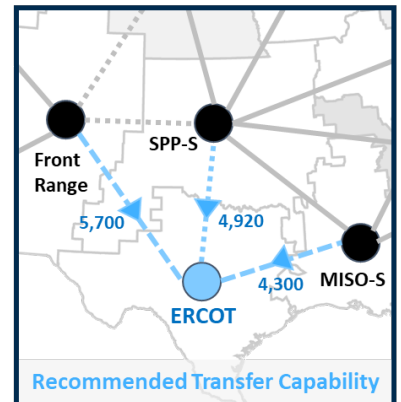 SPP-S
Front
Range
5,700
4,920
MISO-S
4,300
ERCOT
Recommended Transfer Capability